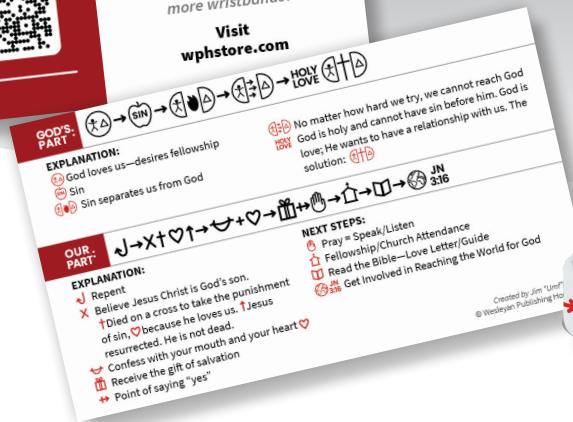 Visit
wphstore.com
GOD'S
PART
SIN
HOLY
LOVE
EXPLANATION:
God loves us—desires fellowship
SIN
Sin
Sin separates us from God
No matter how hard we try, we cannot reach God
HOLY
LOVE
God is holy and cannot have sin before him. God is
love; He wants to have a relationship with us. The
solution:
OUR
PART
JN
3:16
EXPLANATION:
Repent
Believe Jesus Christ is God's son.
Died on a cross to take the punishment
of sin, because he loves us. Jesus
resurrected. He is not dead.
Confess with your mouth and your heart
Receive the gift of salvation
Point of saying "yes"
NEXT STEPS:
Pray = Speak/Listen
Fellowship/Church Attendance
Read the Bible—Love Letter/Guide
JN
3:16
Get Involved in Reaching the World for God
Created by Jim "Umf"
© Wesleyan Publishing